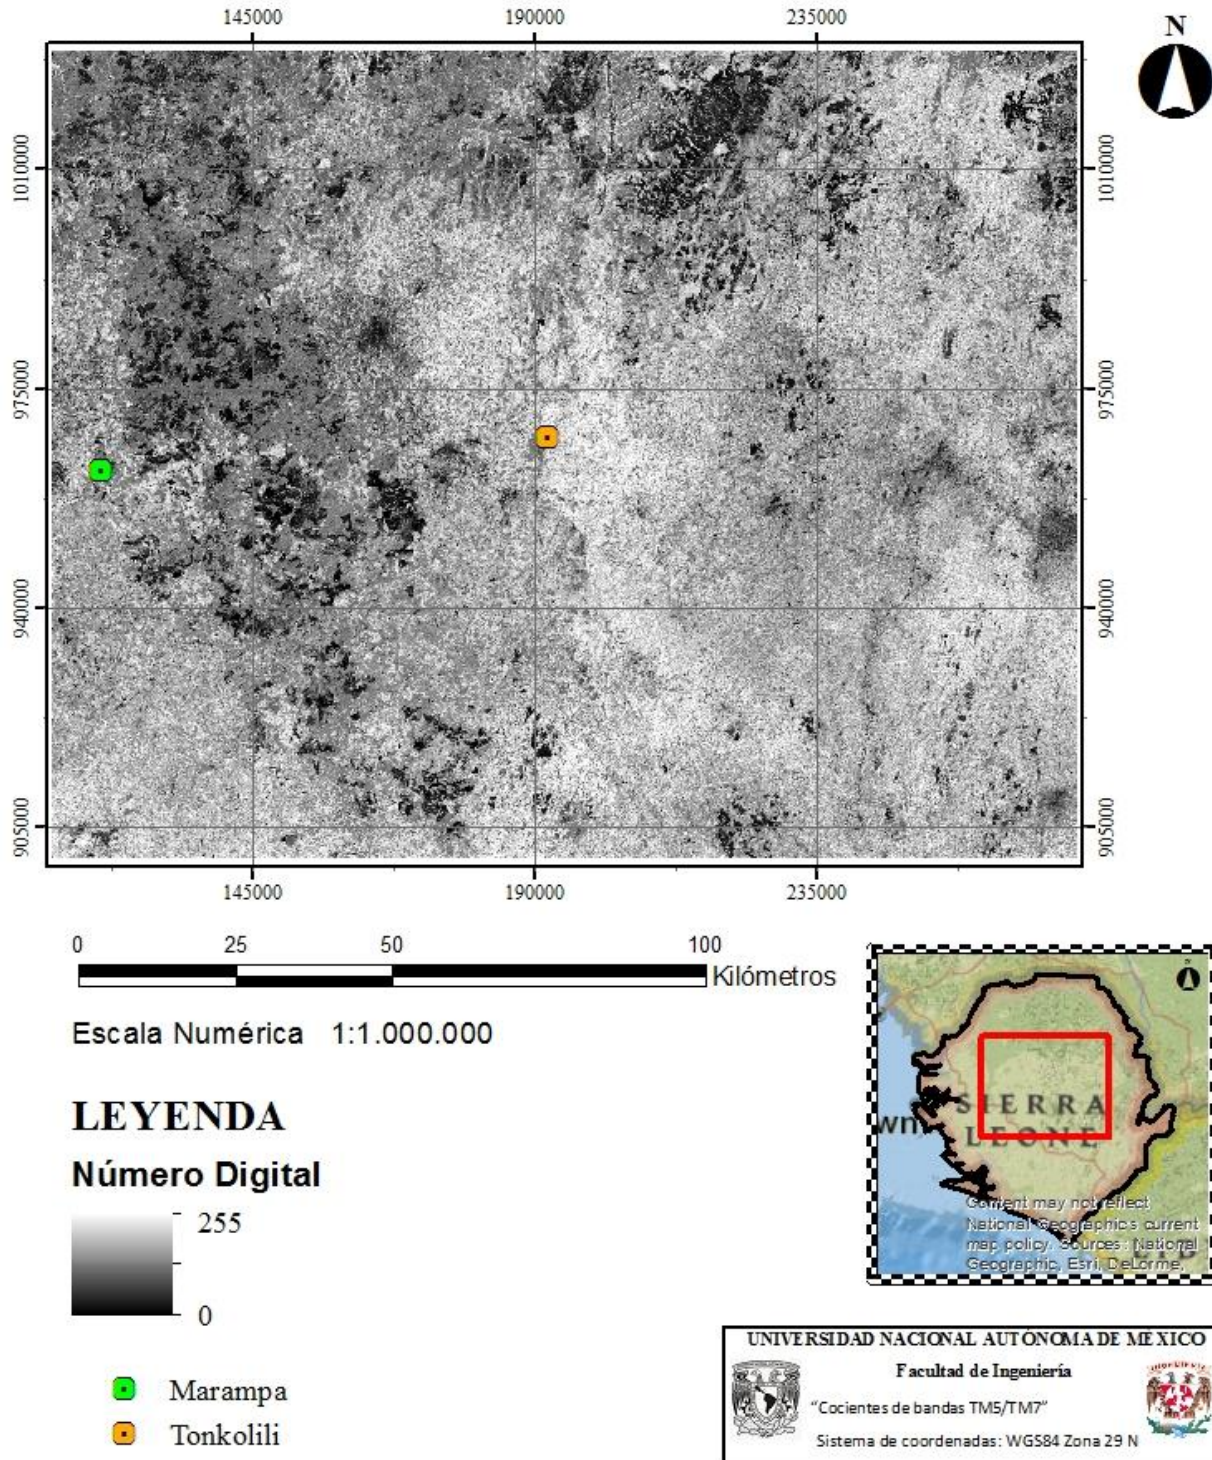 145000 190000 235000
N
1010000 1010000
975000 975000
940000 940000
905000 905000
145000 190000 235000
0 25 50 100
Kilómetros
Escala Numérica 1:1.000.000
LEYENDA
Número Digital
255
0
Marampa
Tonkolili
N
SIERRA
wn
LEONE
Content may not reflect
National Geographic's current
map policy. Sources: National
LIB
Geographic, Esri, DeLorme,
UNIVERSIDAD NACIONAL AUTÓNOMA DE MÉXICO
Facultad de Ingeniería
"Cocientes de bandas TM5/TM7"
Sistema de coordenadas: WGS84 Zona 29 N